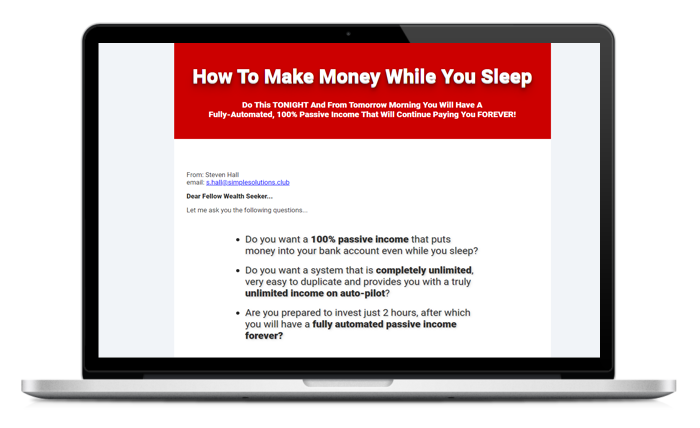 How To Make Money While You Sleep
Do This TONIGHT And From Tomorrow Morning You Will Have A
Fully-Automated, 100% Passive Income That Will Continue Paying You FOREVER!
From: Steven Hall
email: s.hall@simplesolutions.club
Dear Fellow Wealth Seeker...
Let me ask you the following questions...
• Do you want a 100% passive income that puts
money into your bank account even while you sleep?
• Do you want a system that is completely unlimited,
very easy to duplicate and provides you with a truly
unlimited income on auto-pilot?
• Are you prepared to invest just 2 hours, after which
you will have a fully automated passive income
forever?